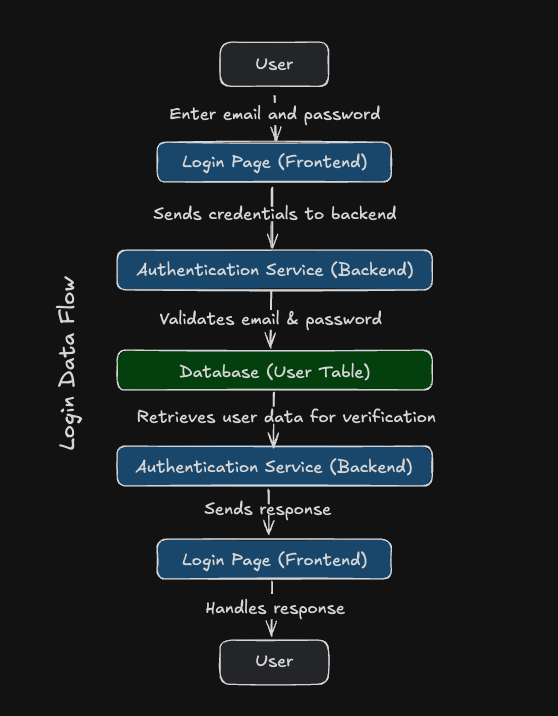 User
Enter email and password
Login Page (Frontend)
Sends credentials to backend
Authentication Service (Backend)
Validates email & password
Database (User Table)
Retrieves user data for verification
Authentication Service (Backend)
Sends response
Login Page (Frontend)
Handles response
User
Login Data Flow